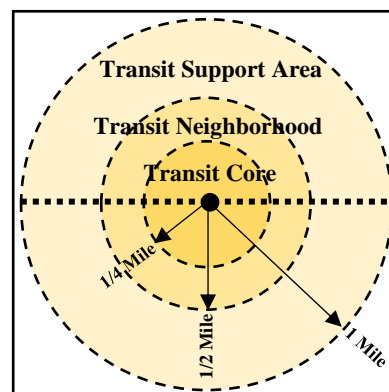 Transit Support Area
Transit Neighborhood
Transit Core
1/4 Mile
1/2 Mile
1 Mile